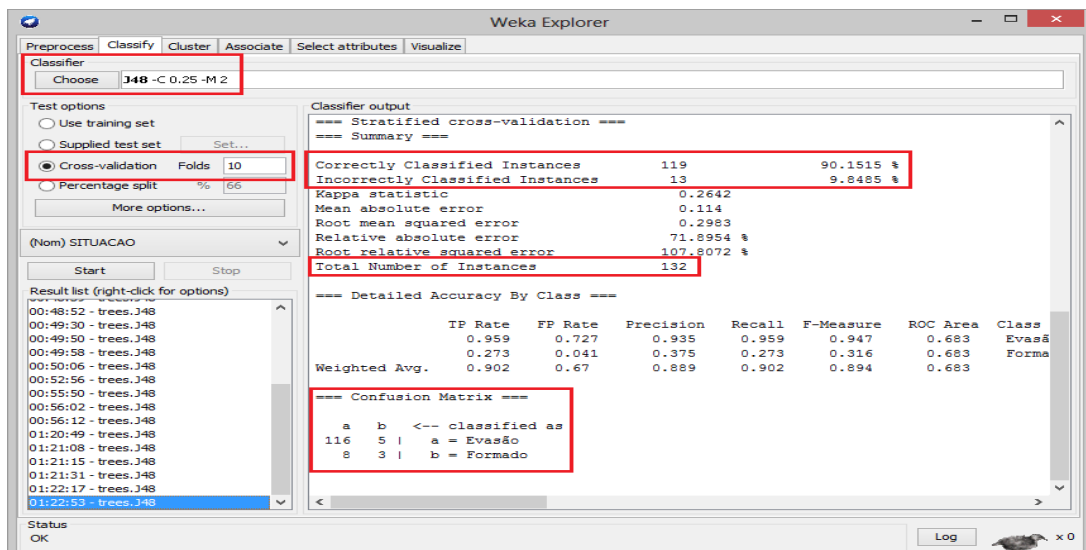 Weka Explorer
Preprocess Classify Cluster Associate Select attributes Visualize
Classifier
Choose J48 -C 0.25 -M 2
Test options
Use training set
Supplied test set Set...
Cross-validation Folds 10
Percentage split % 66
More options...
(Nom) SITUACAO
Start Stop
Result list (right-click for options)
00:48:52 - trees.J48
00:49:30 - trees.J48
00:49:50 - trees.J48
00:49:58 - trees.J48
00:50:06 - trees.J48
00:52:56 - trees.J48
00:55:50 - trees.J48
00:56:02 - trees.J48
00:56:12 - trees.J48
01:20:49 - trees.J48
01:21:08 - trees.J48
01:21:15 - trees.J48
01:21:31 - trees.J48
01:22:17 - trees.J48
01:22:53 - trees.J48
Classifier output
=== Stratified cross-validation ===
=== Summary ===
Correctly Classified Instances 119 90.1515 %
Incorrectly Classified Instances 13 9.8485 %
Kappa statistic 0.2642
Mean absolute error 0.114
Root mean squared error 0.2983
Relative absolute error 71.8954 %
Root relative squared error 107.8072 %
Total Number of Instances 132
=== Detailed Accuracy By Class ===
TP Rate FP Rate Precision Recall F-Measure ROC Area Class
0.959 0.727 0.935 0.959 0.947 0.683 Evasã
0.273 0.041 0.375 0.273 0.316 0.683 Forma
Weighted Avg. 0.902 0.67 0.889 0.902 0.894 0.683
=== Confusion Matrix ===
a b <-- classified as
116 5 | a = Evasão
8 3 | b = Formado
Status
OK
Log
x 0